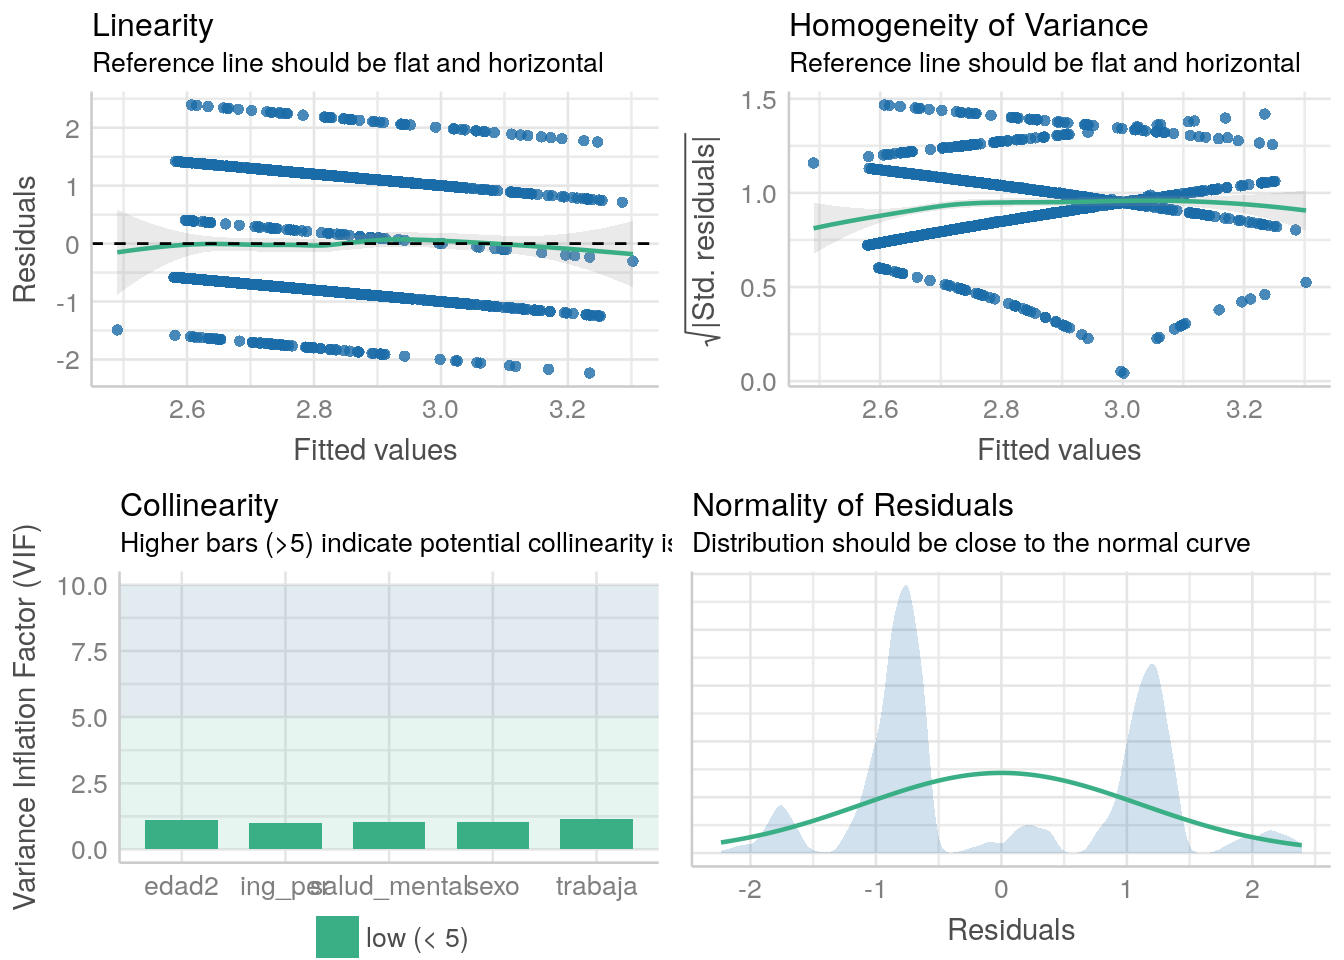 Linearity
Reference line should be flat and horizontal
Residuals
2
1
0
-1
-2
2.6
2.8
3.0
3.2
Fitted values
Homogeneity of Variance
Reference line should be flat and horizontal
√|Std. residuals|
1.5
1.0
0.5
0.0
2.6
2.8
3.0
3.2
Fitted values
Collinearity
Higher bars (>5) indicate potential collinearity is
Variance Inflation Factor (VIF)
10.0
7.5
5.0
2.5
0.0
edad2
ing_per
salud_mental
sexo
trabaja
low (< 5)
Normality of Residuals
Distribution should be close to the normal curve
-2
-1
0
1
2
Residuals